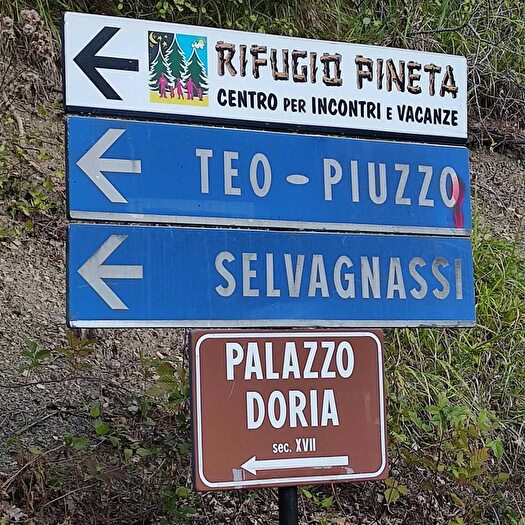 RIFUGIO PINETA
CENTRO PER INCONTRI E VACANZE
TEO - PIUZZO
SELVAGNASSI
PALAZZO
DORIA
sec. XVII